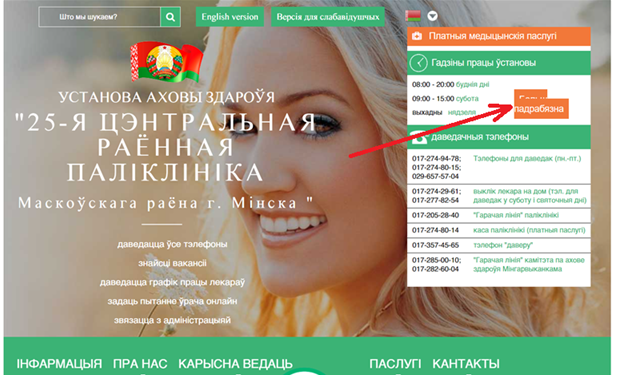 Што мы шукаем?
English version
Версія для слабавідушчых
УСТАНОВА АХОВЫ ЗДАРОЎЯ
"25-Я ЦЭНТРАЛЬНАЯ
РАЁННАЯ
ПАЛІКЛІНІКА
Маскоўскага раёна г. Мінска "
даведацца ўсе тэлефоны
знайсці вакансіі
даведацца графік працы лекараў
задаць пытанне ўрача онлайн
звязацца з адміністрацыяй
Платныя медыцынскія паслугі
Гадзіны працы ўстановы
08:00 - 20:00 буднія дні
09:00 - 15:00 субота
выхадны нядзеля
падрабязна
даведачныя тэлефоны
017-274-94-78; Тэлефоны для даведак (пн.-пт.)
017-274-80-15;
029-657-57-04
017-274-29-61; выклік лекара на дом (тэл. для
017-277-82-54 даведак у суботу і святочныя дні)
017-205-28-40 "Гарачая лінія" паліклінікі
017-274-80-14 каса паліклінікі (платныя паслугі)
017-357-45-65 тэлефон "даверу"
017-285-00-10; "Гарачая лінія" камітэта па ахове
017-282-60-04 здароўя Мінгарвыканкама
ІНФАРМАЦЫЯ ПРА НАС КАРЫСНА ВЕДАЦЬ ПАСЛУГІ КАНТАКТЫ